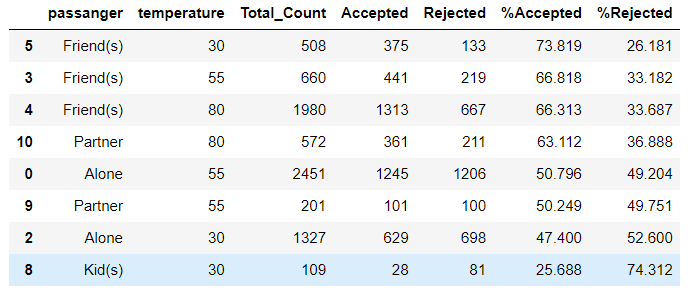 passanger temperature Total_Count Accepted Rejected %Accepted %Rejected
5 Friend(s) 30 508 375 133 73.819 26.181
3 Friend(s) 55 660 441 219 66.818 33.182
4 Friend(s) 80 1980 1313 667 66.313 33.687
10 Partner 80 572 361 211 63.112 36.888
0 Alone 55 2451 1245 1206 50.796 49.204
9 Partner 55 201 101 100 50.249 49.751
2 Alone 30 1327 629 698 47.400 52.600
8 Kid(s) 30 109 28 81 25.688 74.312